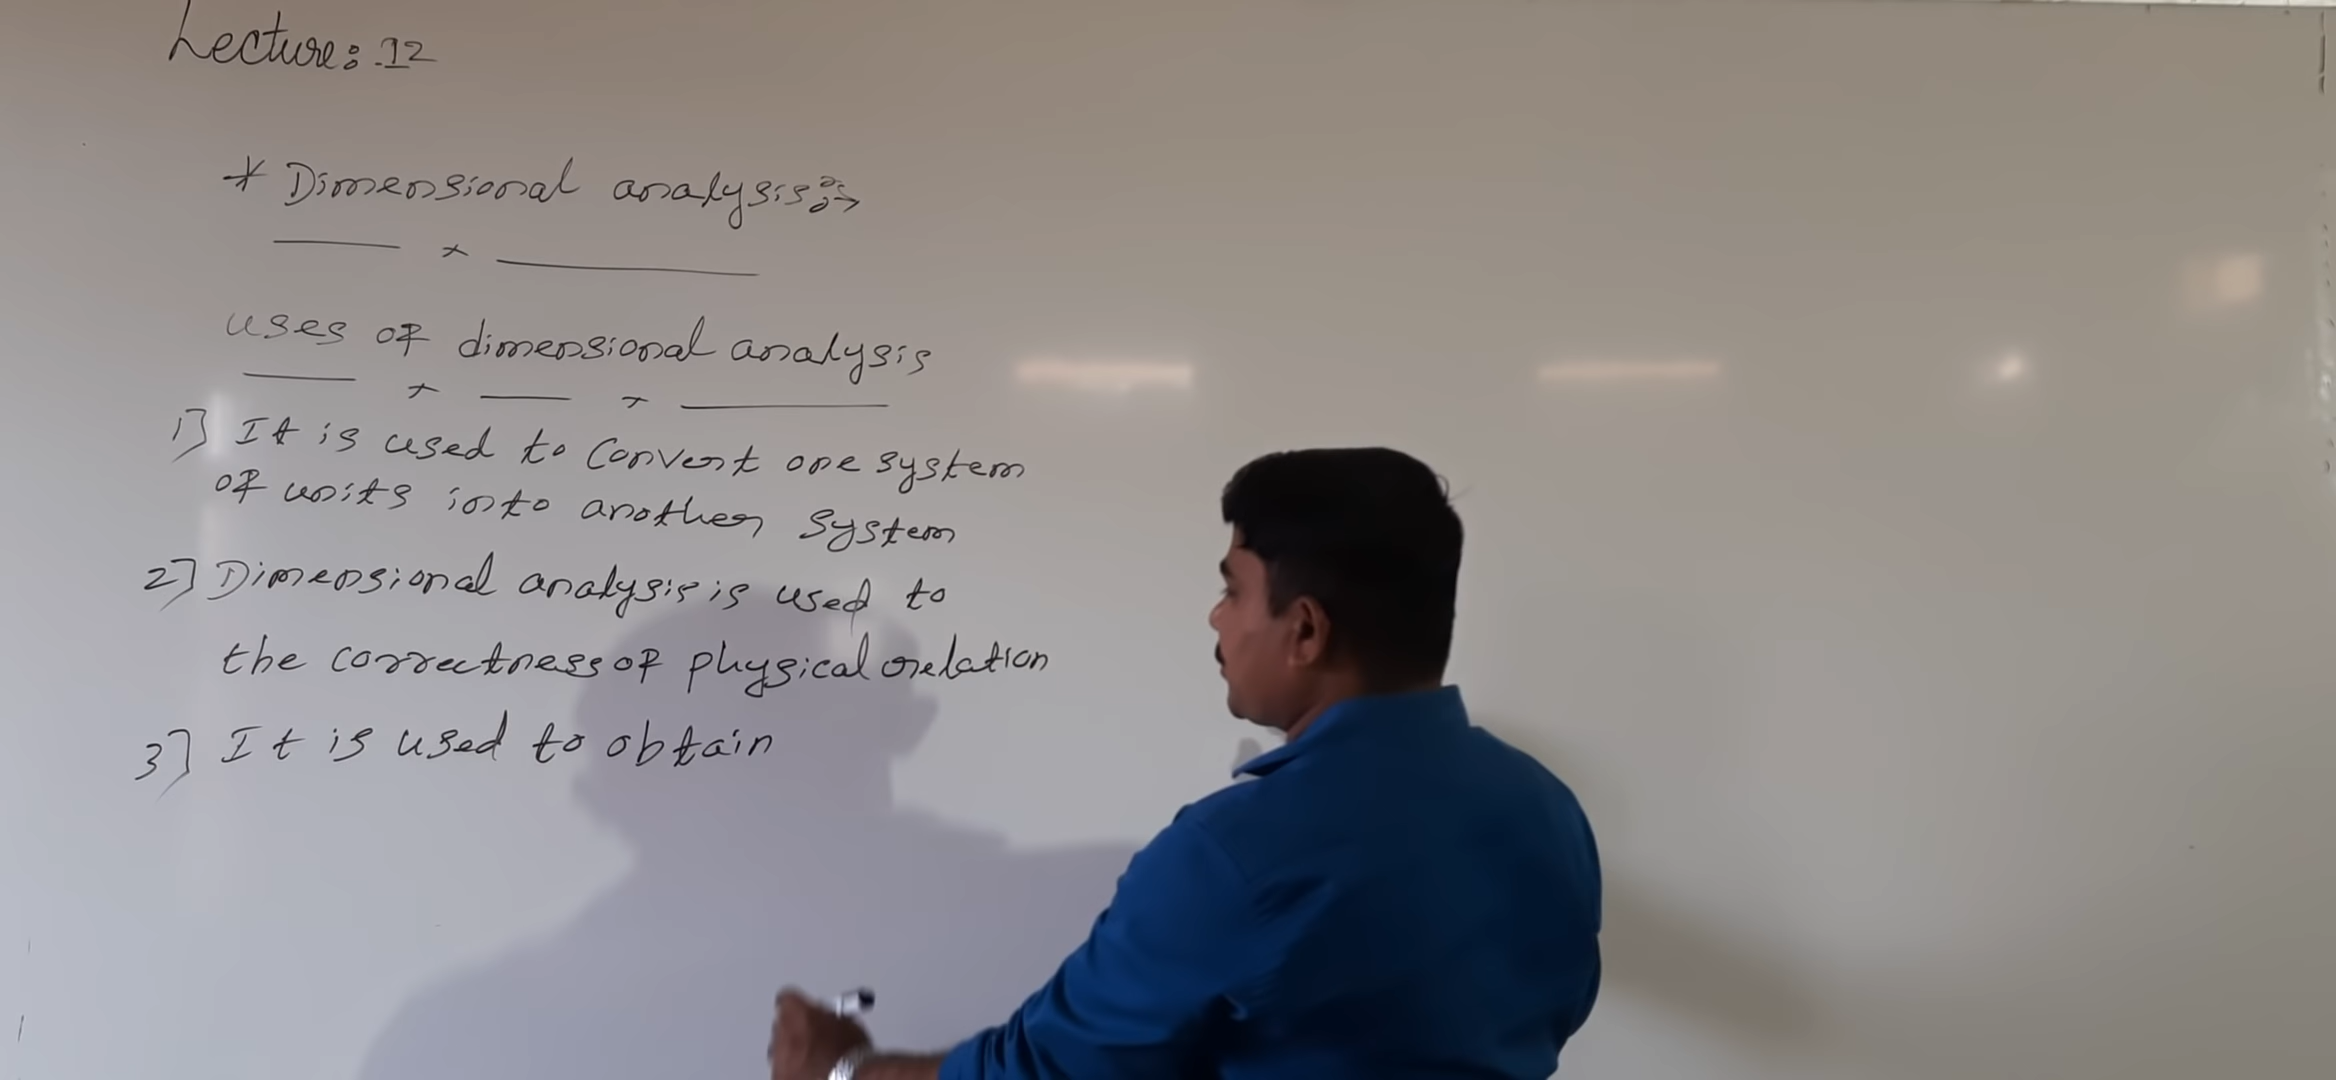 Lecture: 12
* Dimensional analysis:→
uses of dimensional analysis
1] It is used to Convert one system
of units into another System
2] Dimensional analysis is used to
the correctness of physical relation
3] It is used to obtain